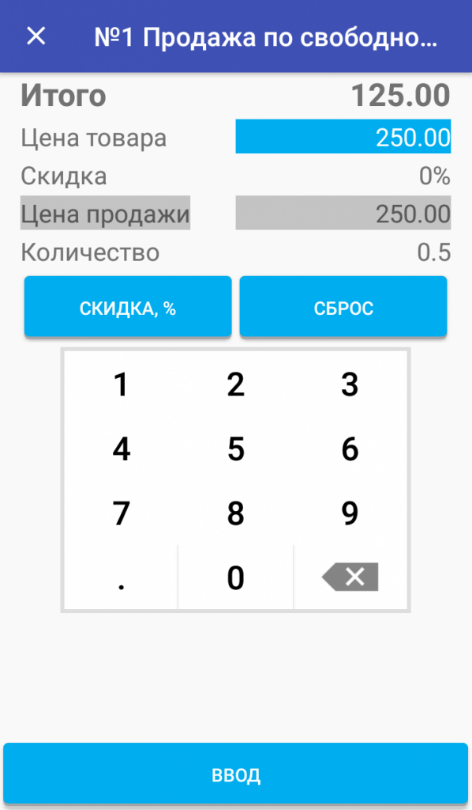 №1 Продажа по свободно...
Итого 125.00
Цена товара 250.00
Скидка 0%
Цена продажи 250.00
Количество 0.5
СКИДКА, % СБРОС
1 2 3
4 5 6
7 8 9
. 0
ВВОД